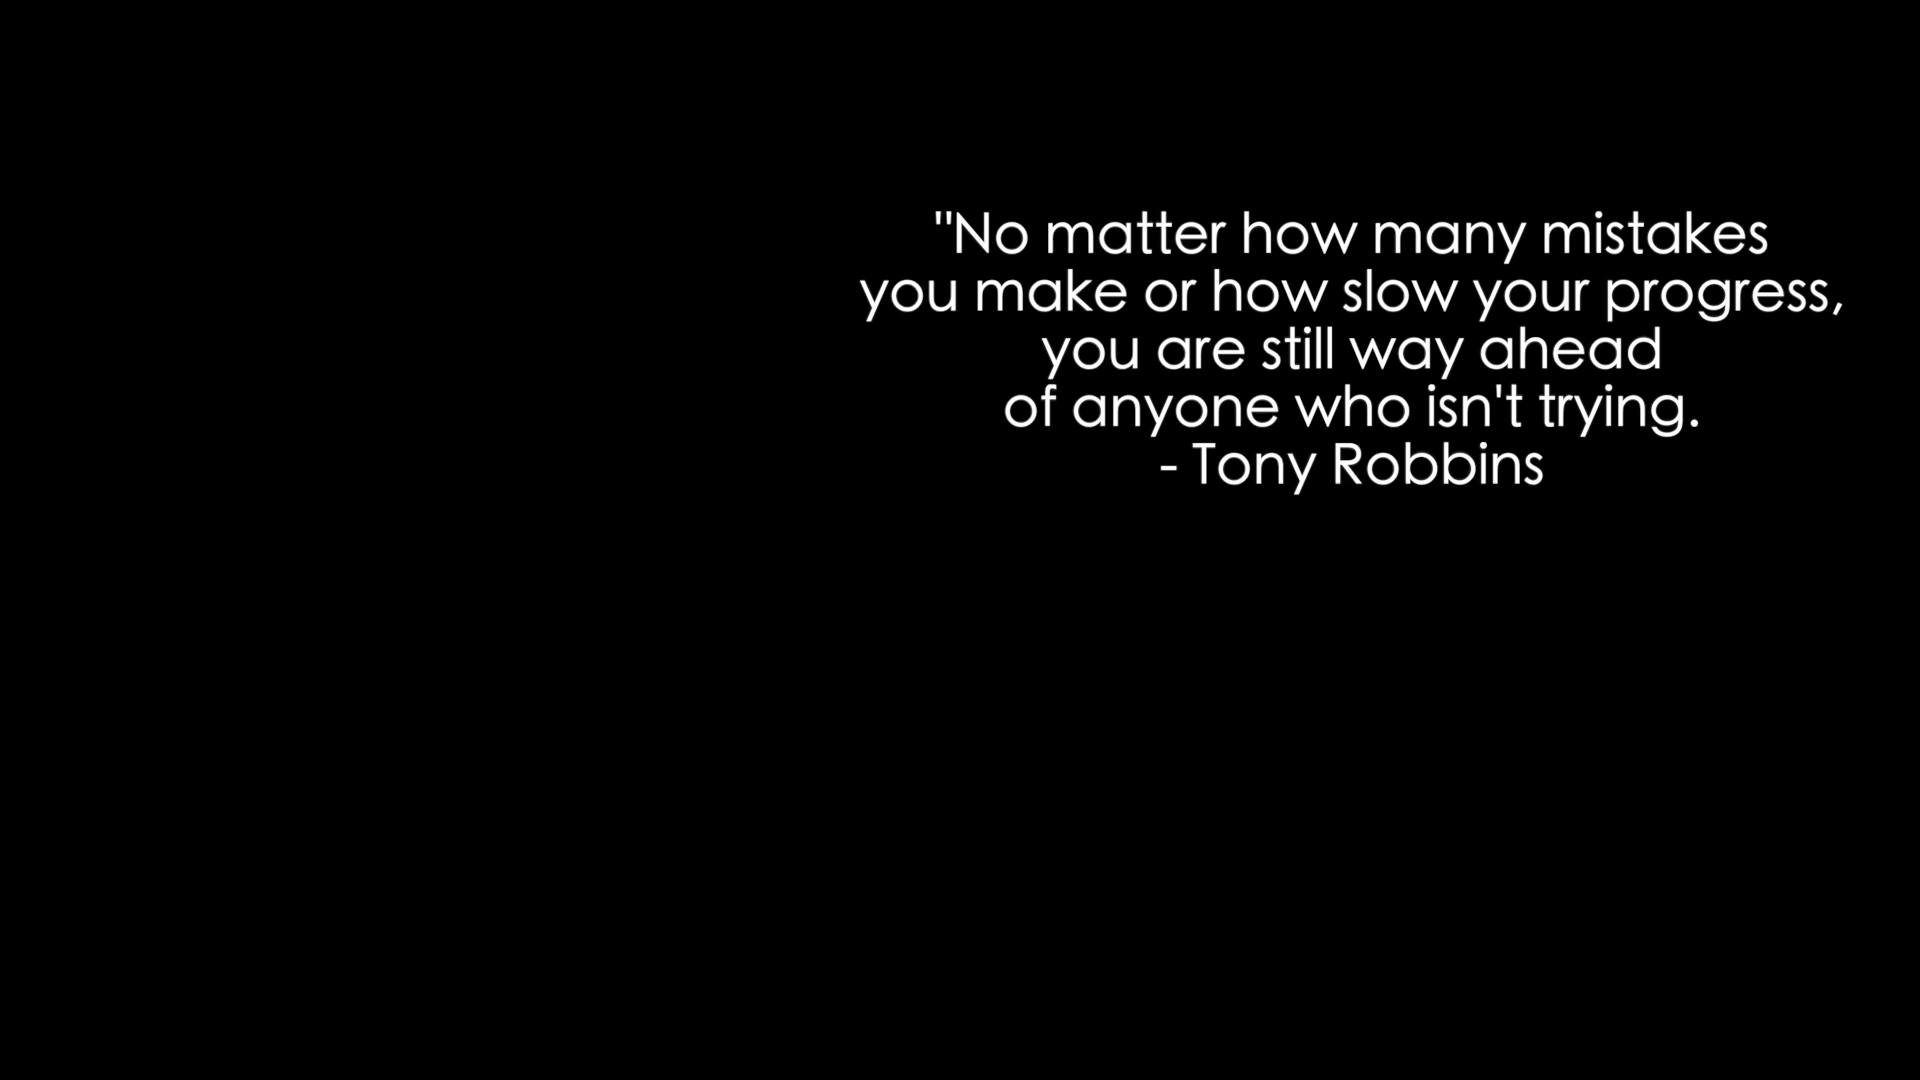 "No matter how many mistakes
you make or how slow your progress,
you are still way ahead
of anyone who isn't trying.
- Tony Robbins